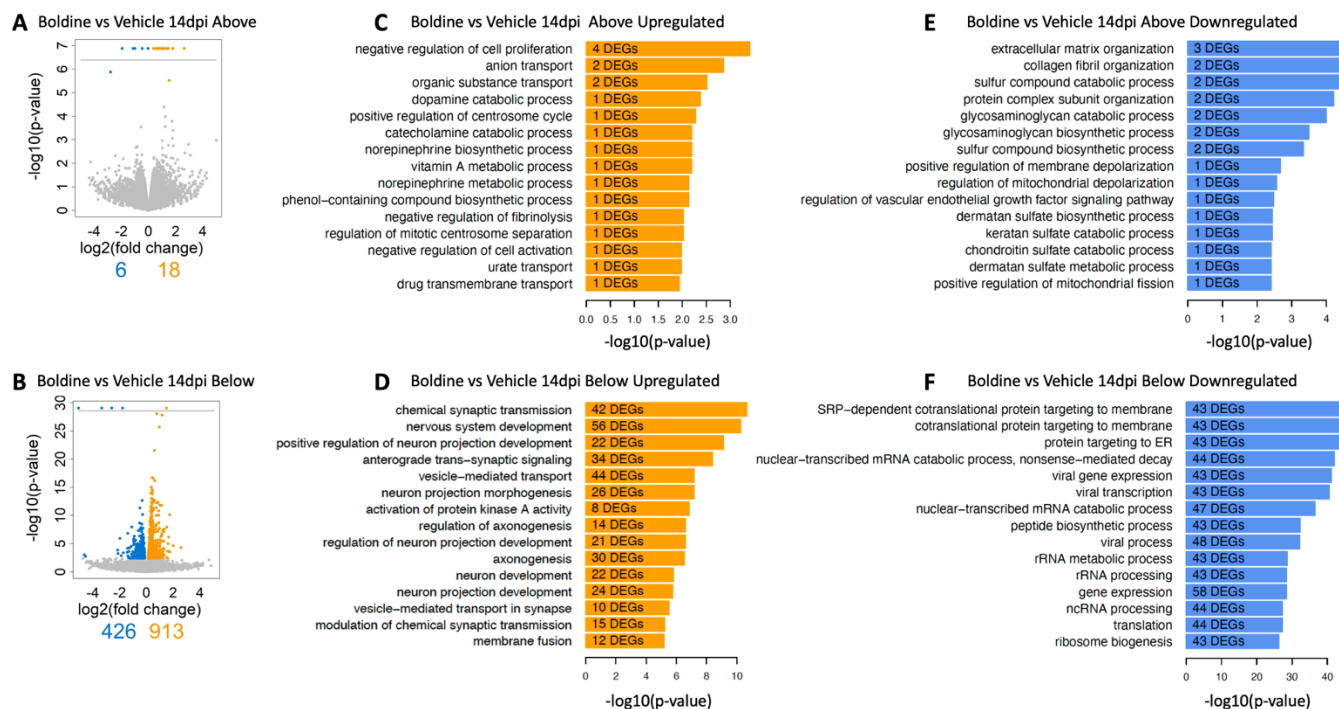 A Boldine vs Vehicle 14dpi Above
7
6
5
4
3
2
1
0
-log10(p-value)
-4 -2 0 2 4
log2(fold change)
6 18
C Boldine vs Vehicle 14dpi Above Upregulated
negative regulation of cell proliferation 4 DEGs
anion transport 2 DEGs
organic substance transport 2 DEGs
dopamine catabolic process 1 DEGs
positive regulation of centrosome cycle 1 DEGs
catecholamine catabolic process 1 DEGs
norepinephrine biosynthetic process 1 DEGs
vitamin A metabolic process 1 DEGs
norepinephrine metabolic process 1 DEGs
phenol−containing compound biosynthetic process 1 DEGs
negative regulation of fibrinolysis 1 DEGs
regulation of mitotic centrosome separation 1 DEGs
negative regulation of cell activation 1 DEGs
urate transport 1 DEGs
drug transmembrane transport 1 DEGs
0.0 0.5 1.0 1.5 2.0 2.5 3.0
-log10(p-value)
E Boldine vs Vehicle 14dpi Above Downregulated
extracellular matrix organization 3 DEGs
collagen fibril organization 2 DEGs
sulfur compound catabolic process 2 DEGs
protein complex subunit organization 2 DEGs
glycosaminoglycan catabolic process 2 DEGs
glycosaminoglycan biosynthetic process 2 DEGs
sulfur compound biosynthetic process 2 DEGs
positive regulation of membrane depolarization 1 DEGs
regulation of mitochondrial depolarization 1 DEGs
regulation of vascular endothelial growth factor signaling pathway 1 DEGs
dermatan sulfate biosynthetic process 1 DEGs
keratan sulfate catabolic process 1 DEGs
chondroitin sulfate catabolic process 1 DEGs
dermatan sulfate metabolic process 1 DEGs
positive regulation of mitochondrial fission 1 DEGs
0 1 2 3 4
-log10(p-value)
B Boldine vs Vehicle 14dpi Below
30
25
20
15
10
5
0
-log10(p-value)
-4 -2 0 2 4
log2(fold change)
426 913
D Boldine vs Vehicle 14dpi Below Upregulated
chemical synaptic transmission 42 DEGs
nervous system development 56 DEGs
positive regulation of neuron projection development 22 DEGs
anterograde trans−synaptic signaling 34 DEGs
vesicle−mediated transport 44 DEGs
neuron projection morphogenesis 26 DEGs
activation of protein kinase A activity 8 DEGs
regulation of axonogenesis 14 DEGs
regulation of neuron projection development 21 DEGs
axonogenesis 30 DEGs
neuron development 22 DEGs
neuron projection development 24 DEGs
vesicle−mediated transport in synapse 10 DEGs
modulation of chemical synaptic transmission 15 DEGs
membrane fusion 12 DEGs
0 2 4 6 8 10
-log10(p-value)
F Boldine vs Vehicle 14dpi Below Downregulated
SRP−dependent cotranslational protein targeting to membrane 43 DEGs
cotranslational protein targeting to membrane 43 DEGs
protein targeting to ER 43 DEGs
nuclear−transcribed mRNA catabolic process, nonsense−mediated decay 44 DEGs
viral gene expression 43 DEGs
viral transcription 43 DEGs
nuclear−transcribed mRNA catabolic process 47 DEGs
peptide biosynthetic process 43 DEGs
viral process 48 DEGs
rRNA metabolic process 43 DEGs
rRNA processing 43 DEGs
gene expression 58 DEGs
ncRNA processing 44 DEGs
translation 44 DEGs
ribosome biogenesis 43 DEGs
0 10 20 30 40
-log10(p-value)